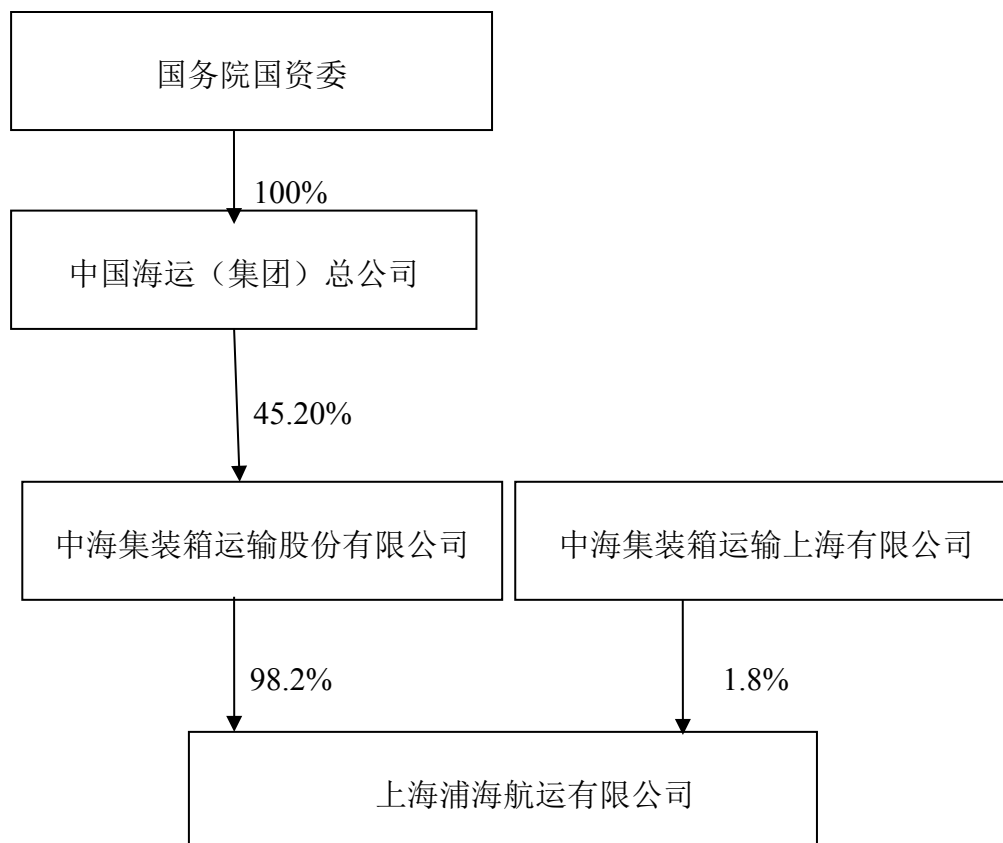 国务院国资委
100%
中国海运（集团）总公司
45.20%
中海集装箱运输股份有限公司
中海集装箱运输上海有限公司
98.2%
1.8%
上海浦海航运有限公司